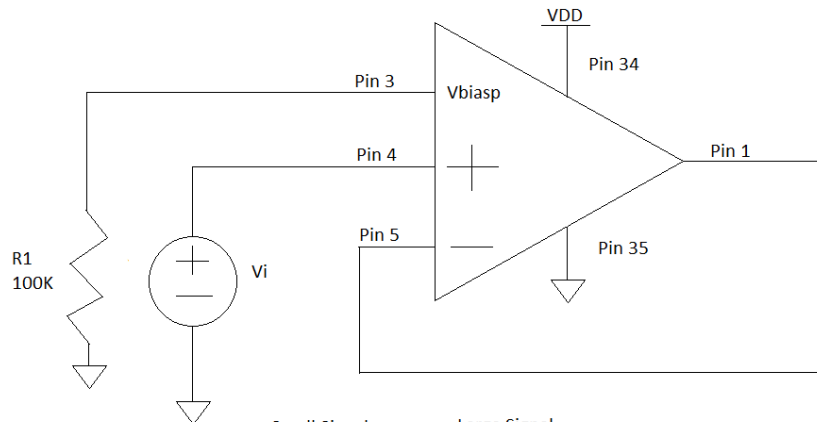 VDD
Pin 34
Pin 3
Vbiasp
Pin 4
Pin 1
Pin 5
Pin 35
R1
100K
Vi